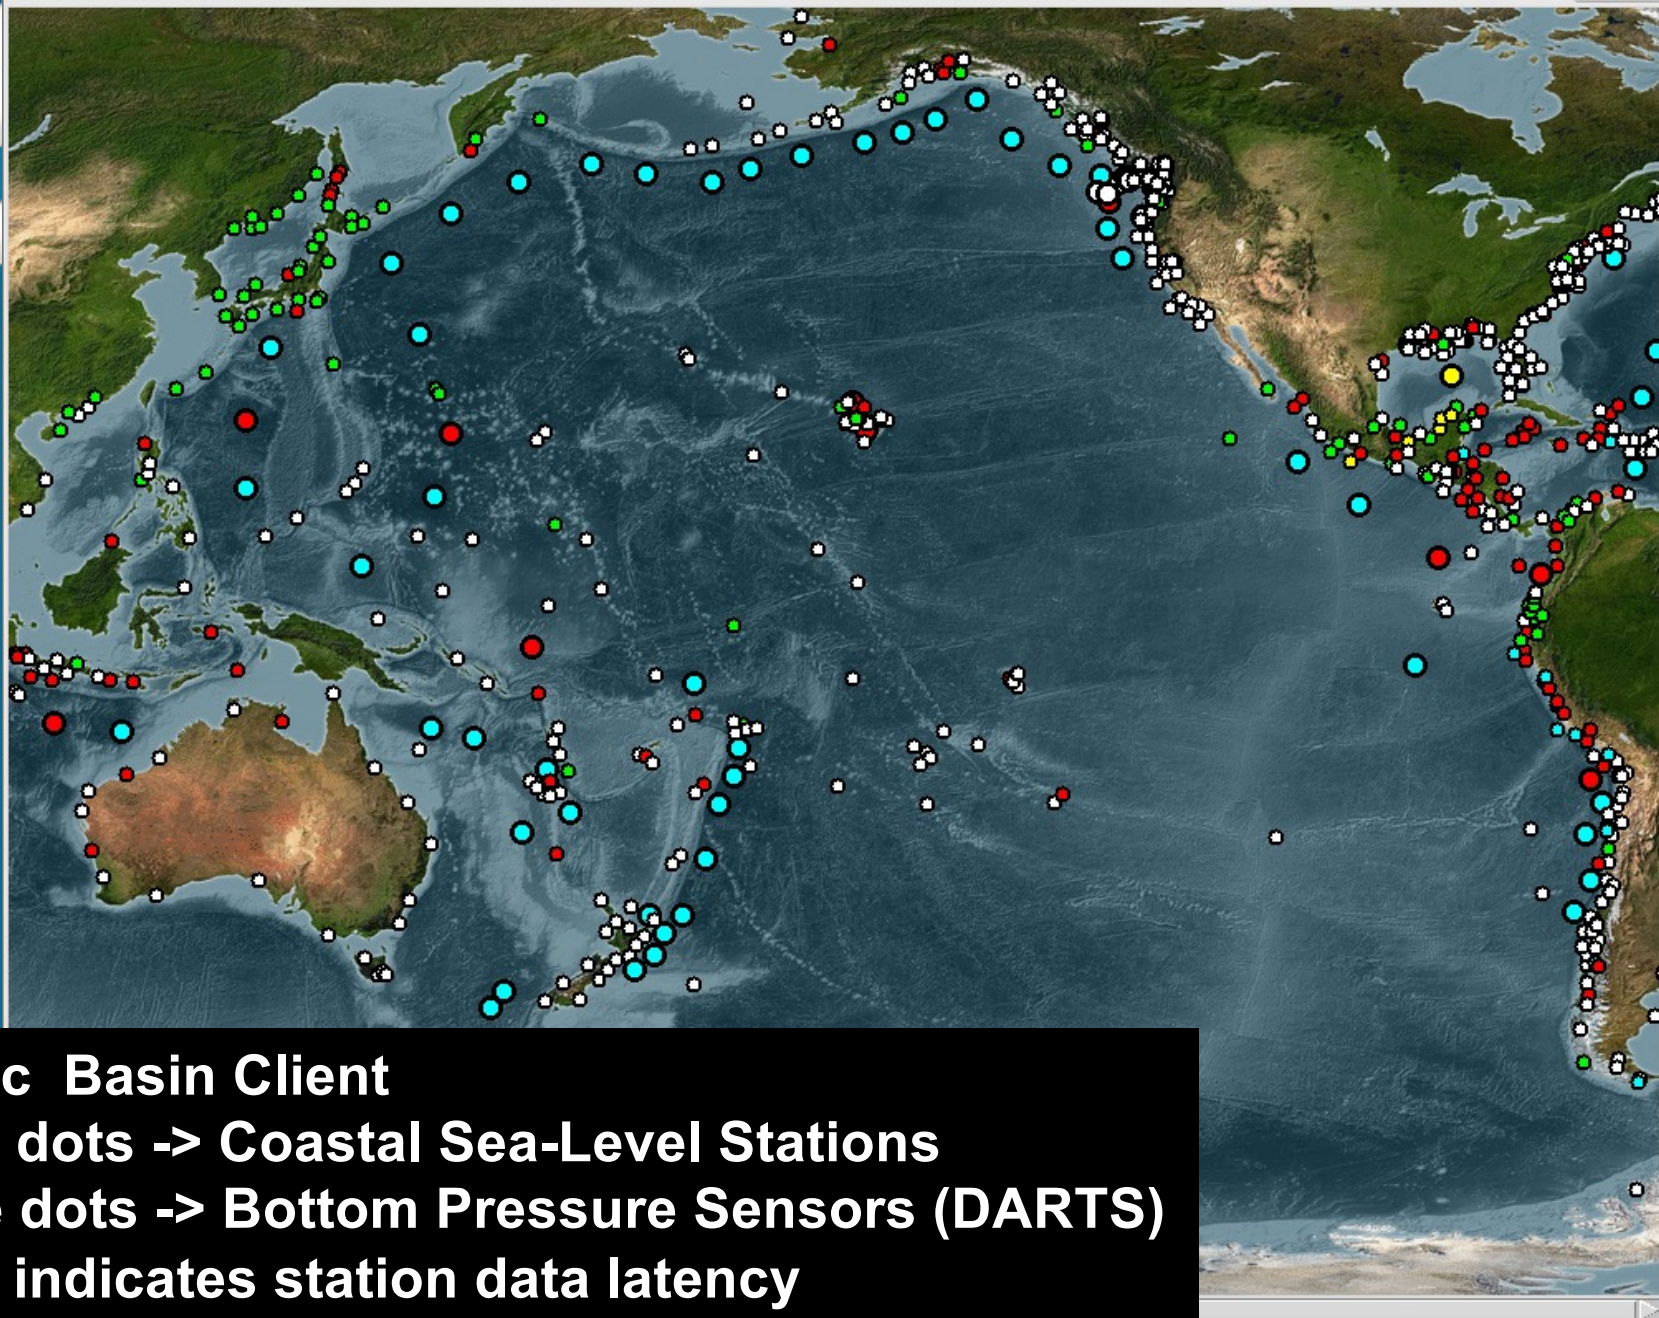 c Basin Client
dots -> Coastal Sea-Level Stations
dots -> Bottom Pressure Sensors (DARTS)
indicates station data latency